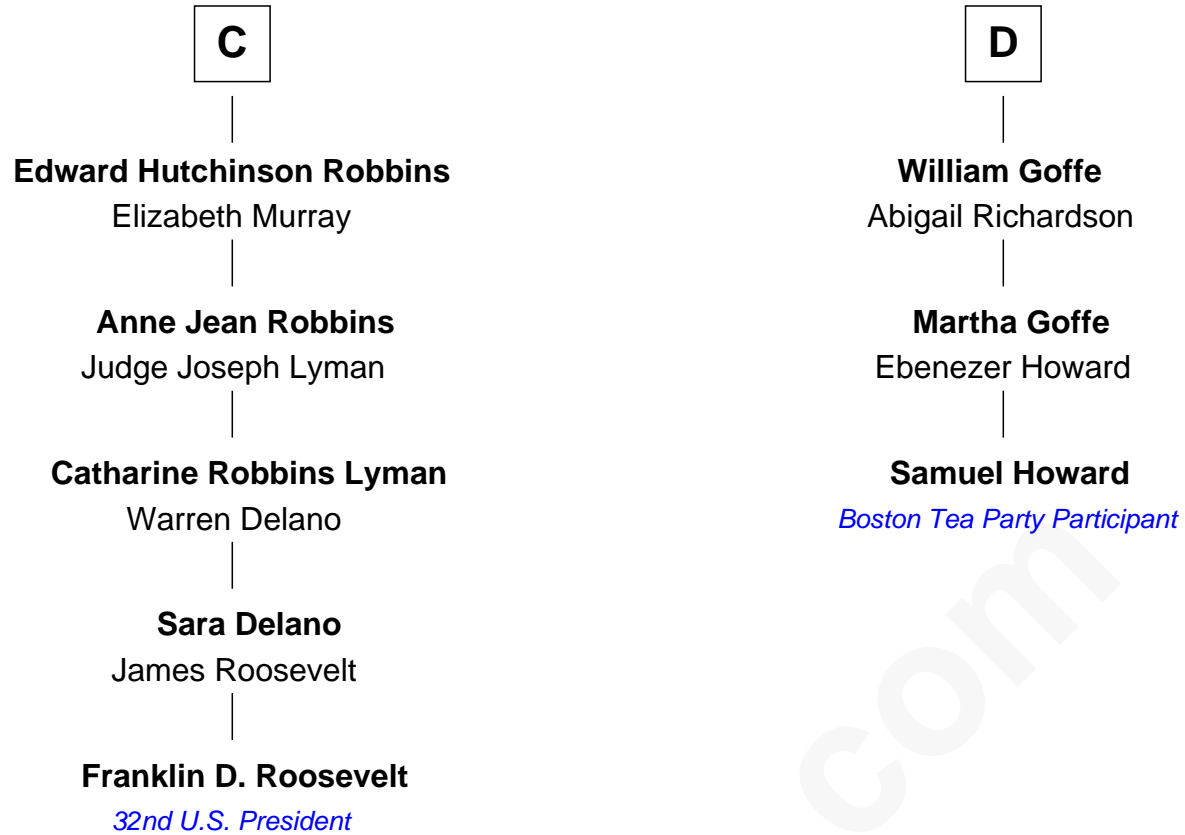 C
Edward Hutchinson Robbins
Elizabeth Murray
Anne Jean Robbins
Judge Joseph Lyman
Catharine Robbins Lyman
Warren Delano
Sara Delano
James Roosevelt
Franklin D. Roosevelt
32nd U.S. President
D
William Goffe
Abigail Richardson
Martha Goffe
Ebenezer Howard
Samuel Howard
Boston Tea Party Participant
com